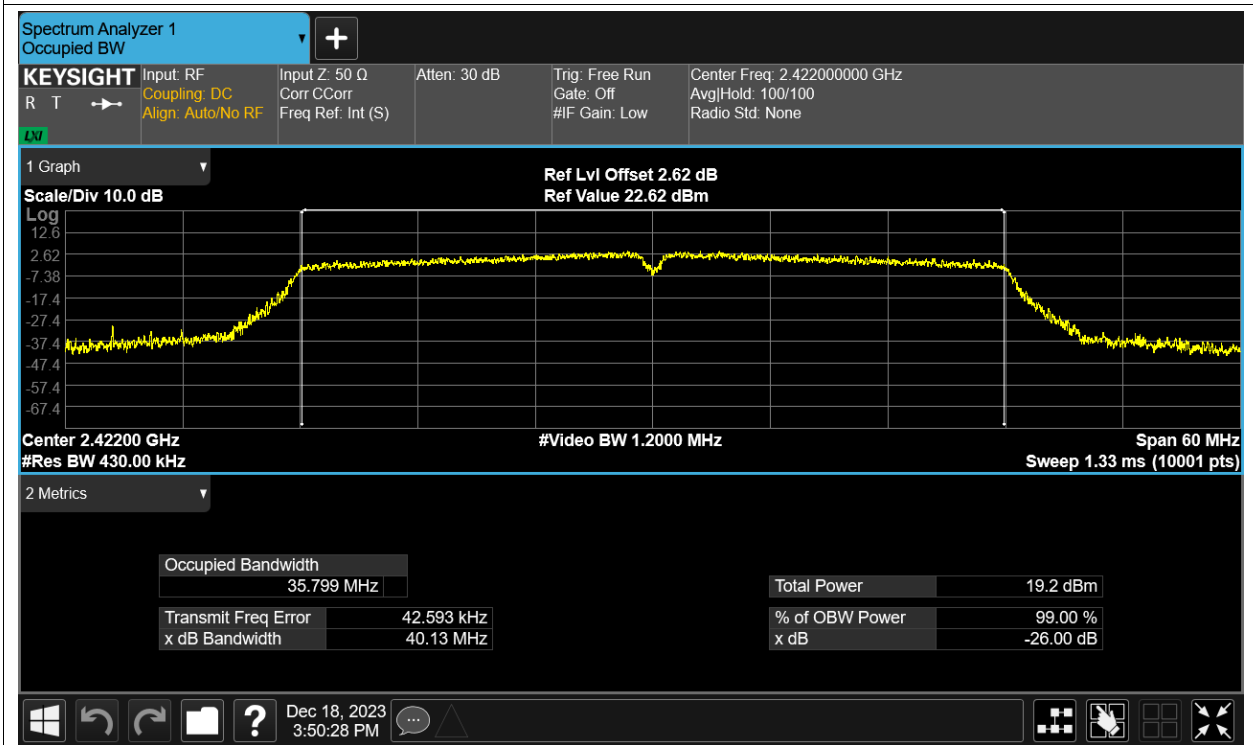 Spectrum Analyzer 1
Occupied BW
KEYSIGHT
R T
LXI
Input: RF
Coupling: DC
Align: Auto/No RF
Input Z: 50 Ω
Corr CCorr
Freq Ref: Int (S)
Atten: 30 dB
Trig: Free Run
Gate: Off
#IF Gain: Low
Center Freq: 2.422000000 GHz
Avg|Hold: 100/100
Radio Std: None
1 Graph
Scale/Div 10.0 dB
Ref Lvl Offset 2.62 dB
Ref Value 22.62 dBm
Log
12.6
2.62
-7.38
-17.4
-27.4
-37.4
-47.4
-57.4
-67.4
Center 2.42200 GHz
#Video BW 1.2000 MHz
Span 60 MHz
#Res BW 430.00 kHz
Sweep 1.33 ms (10001 pts)
2 Metrics
Occupied Bandwidth
35.799 MHz
Transmit Freq Error 42.593 kHz
x dB Bandwidth 40.13 MHz
Total Power 19.2 dBm
% of OBW Power 99.00 %
x dB -26.00 dB
?
Dec 18, 2023
3:50:28 PM